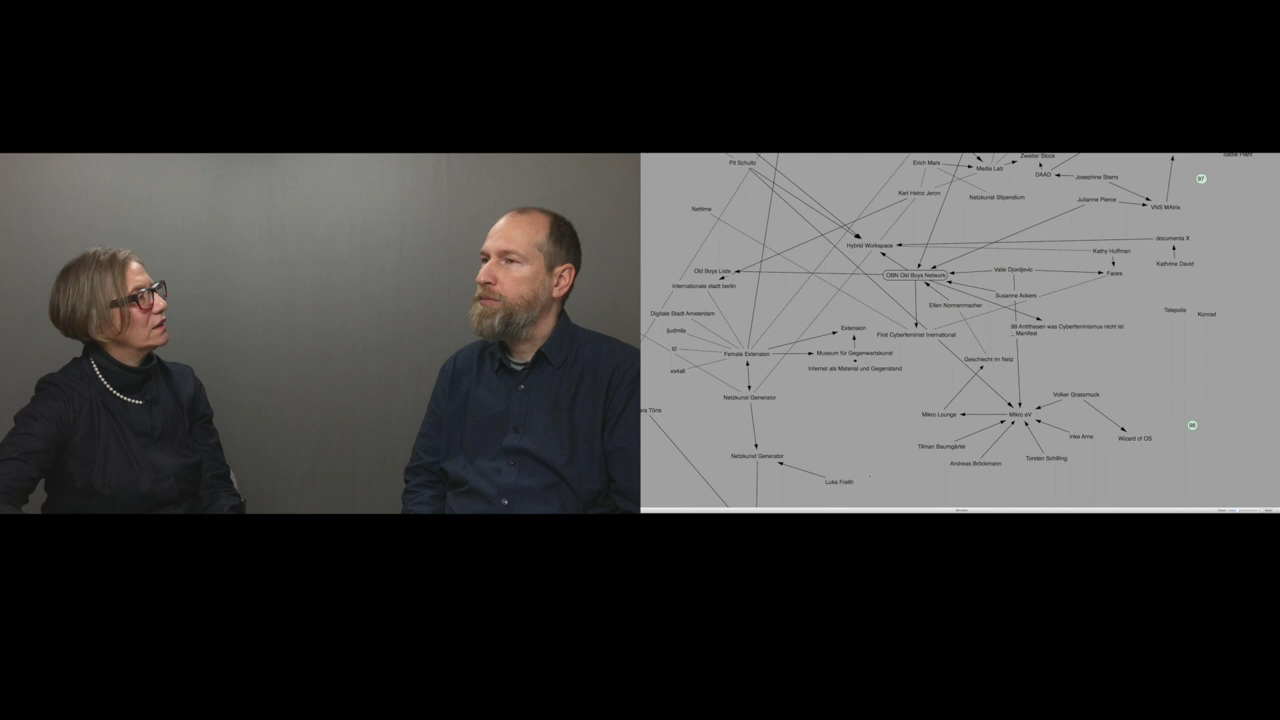 Sadie Plant
Zweiter Stock
Pit Schultz
Erich Marx
Media Lab
DAAD
Josephine Starrs
97
Karl Heinz Jeron
Netzkunst Stipendium
Julianne Pierce
VNS MAtrix
Nettime
documenta X
Hybrid Workspace
Kathy Huffman
Kathrine David
Old Boys Liste
OBN Old Boys Network
Valie Djordjevic
Faces
internationale stadt berlin
Susanne Ackers
Ellen Nonnenmacher
Telepolis
Konrad
Digitale Stadt Amsterdam
99 Antithesen was Cyberfeminismus nicht ist
Manifest
ljudmila
Extension
First Cyberfeminist Inernational
t0
Female Extension
Museum für Gegenwartskunst
Geschlecht im Netz
xs4all
Internet als Material und Gegenstand
Netzkunst Generator
Volker Grassmuck
ars Töns
Mikro Lounge
Mikro eV
Wizard of OS
Inke Arns
98
Tilman Baumgärtel
Netzkunst Generator
Andreas Bröckmann
Torsten Schilling
Luka Frelih